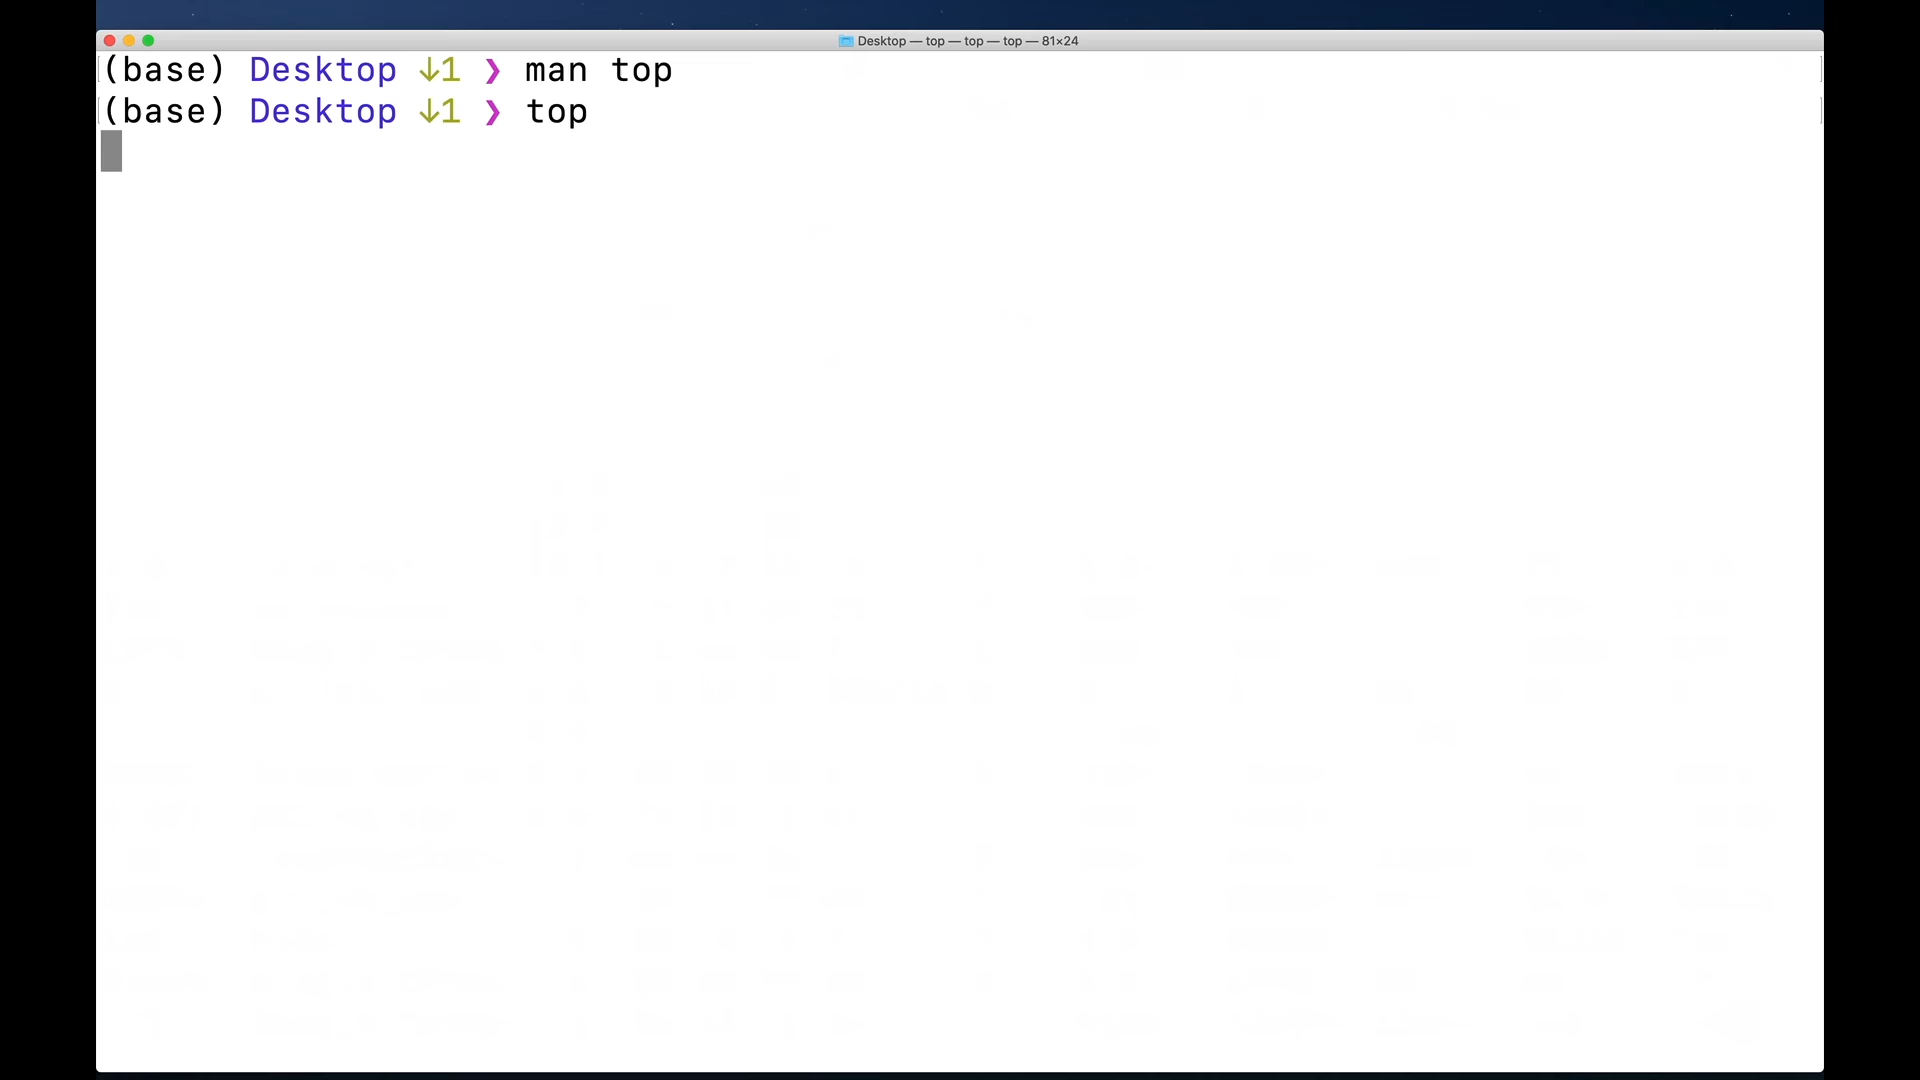 Desktop — top — top — top — 81×24
(base) Desktop ↓1 ❯ man top
(base) Desktop ↓1 ❯ top